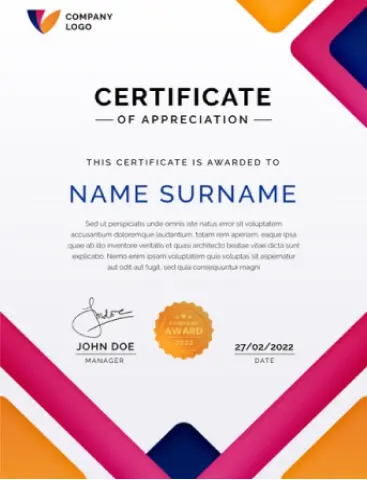 COMPANY
LOGO
CERTIFICATE
OF APPRECIATION
THIS CERTIFICATE IS AWARDED TO
NAME SURNAME
Sed ut perspiciatis unde omnis iste natus error sit voluptatem
accusantium doloremque laudantium, totam rem aperiam, eaque ipsa
quae ab illo inventore veritatis et quasi architecto beatae vitae dicta sunt
explicabo. Nemo enim ipsam voluptatem quia voluptas sit aspernatur
aut odit aut fugit, sed quia consequuntur magni
JOHN DOE
MANAGER
AWARD
2022
27/02/2022
DATE